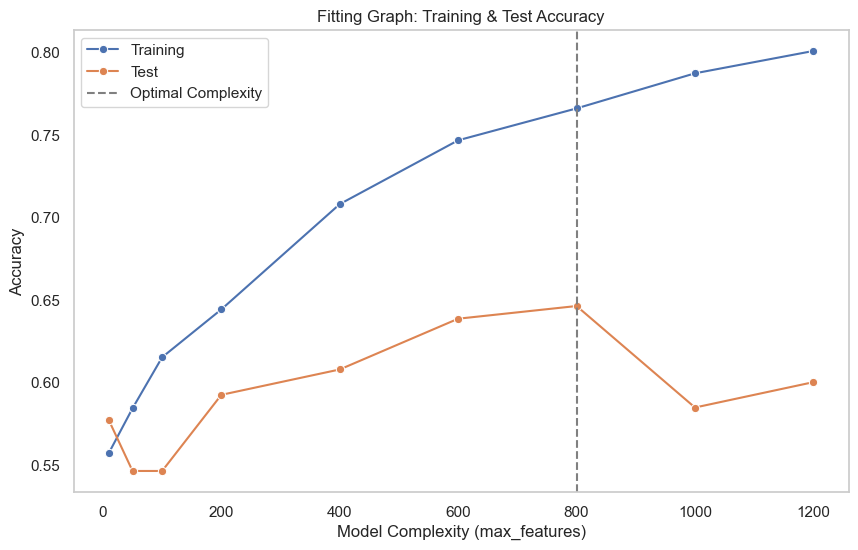 Fitting Graph: Training & Test Accuracy
Training
Test
Optimal Complexity
0.80
0.75
0.70
0.65
0.60
0.55
Accuracy
0 200 400 600 800 1000 1200
Model Complexity (max_features)